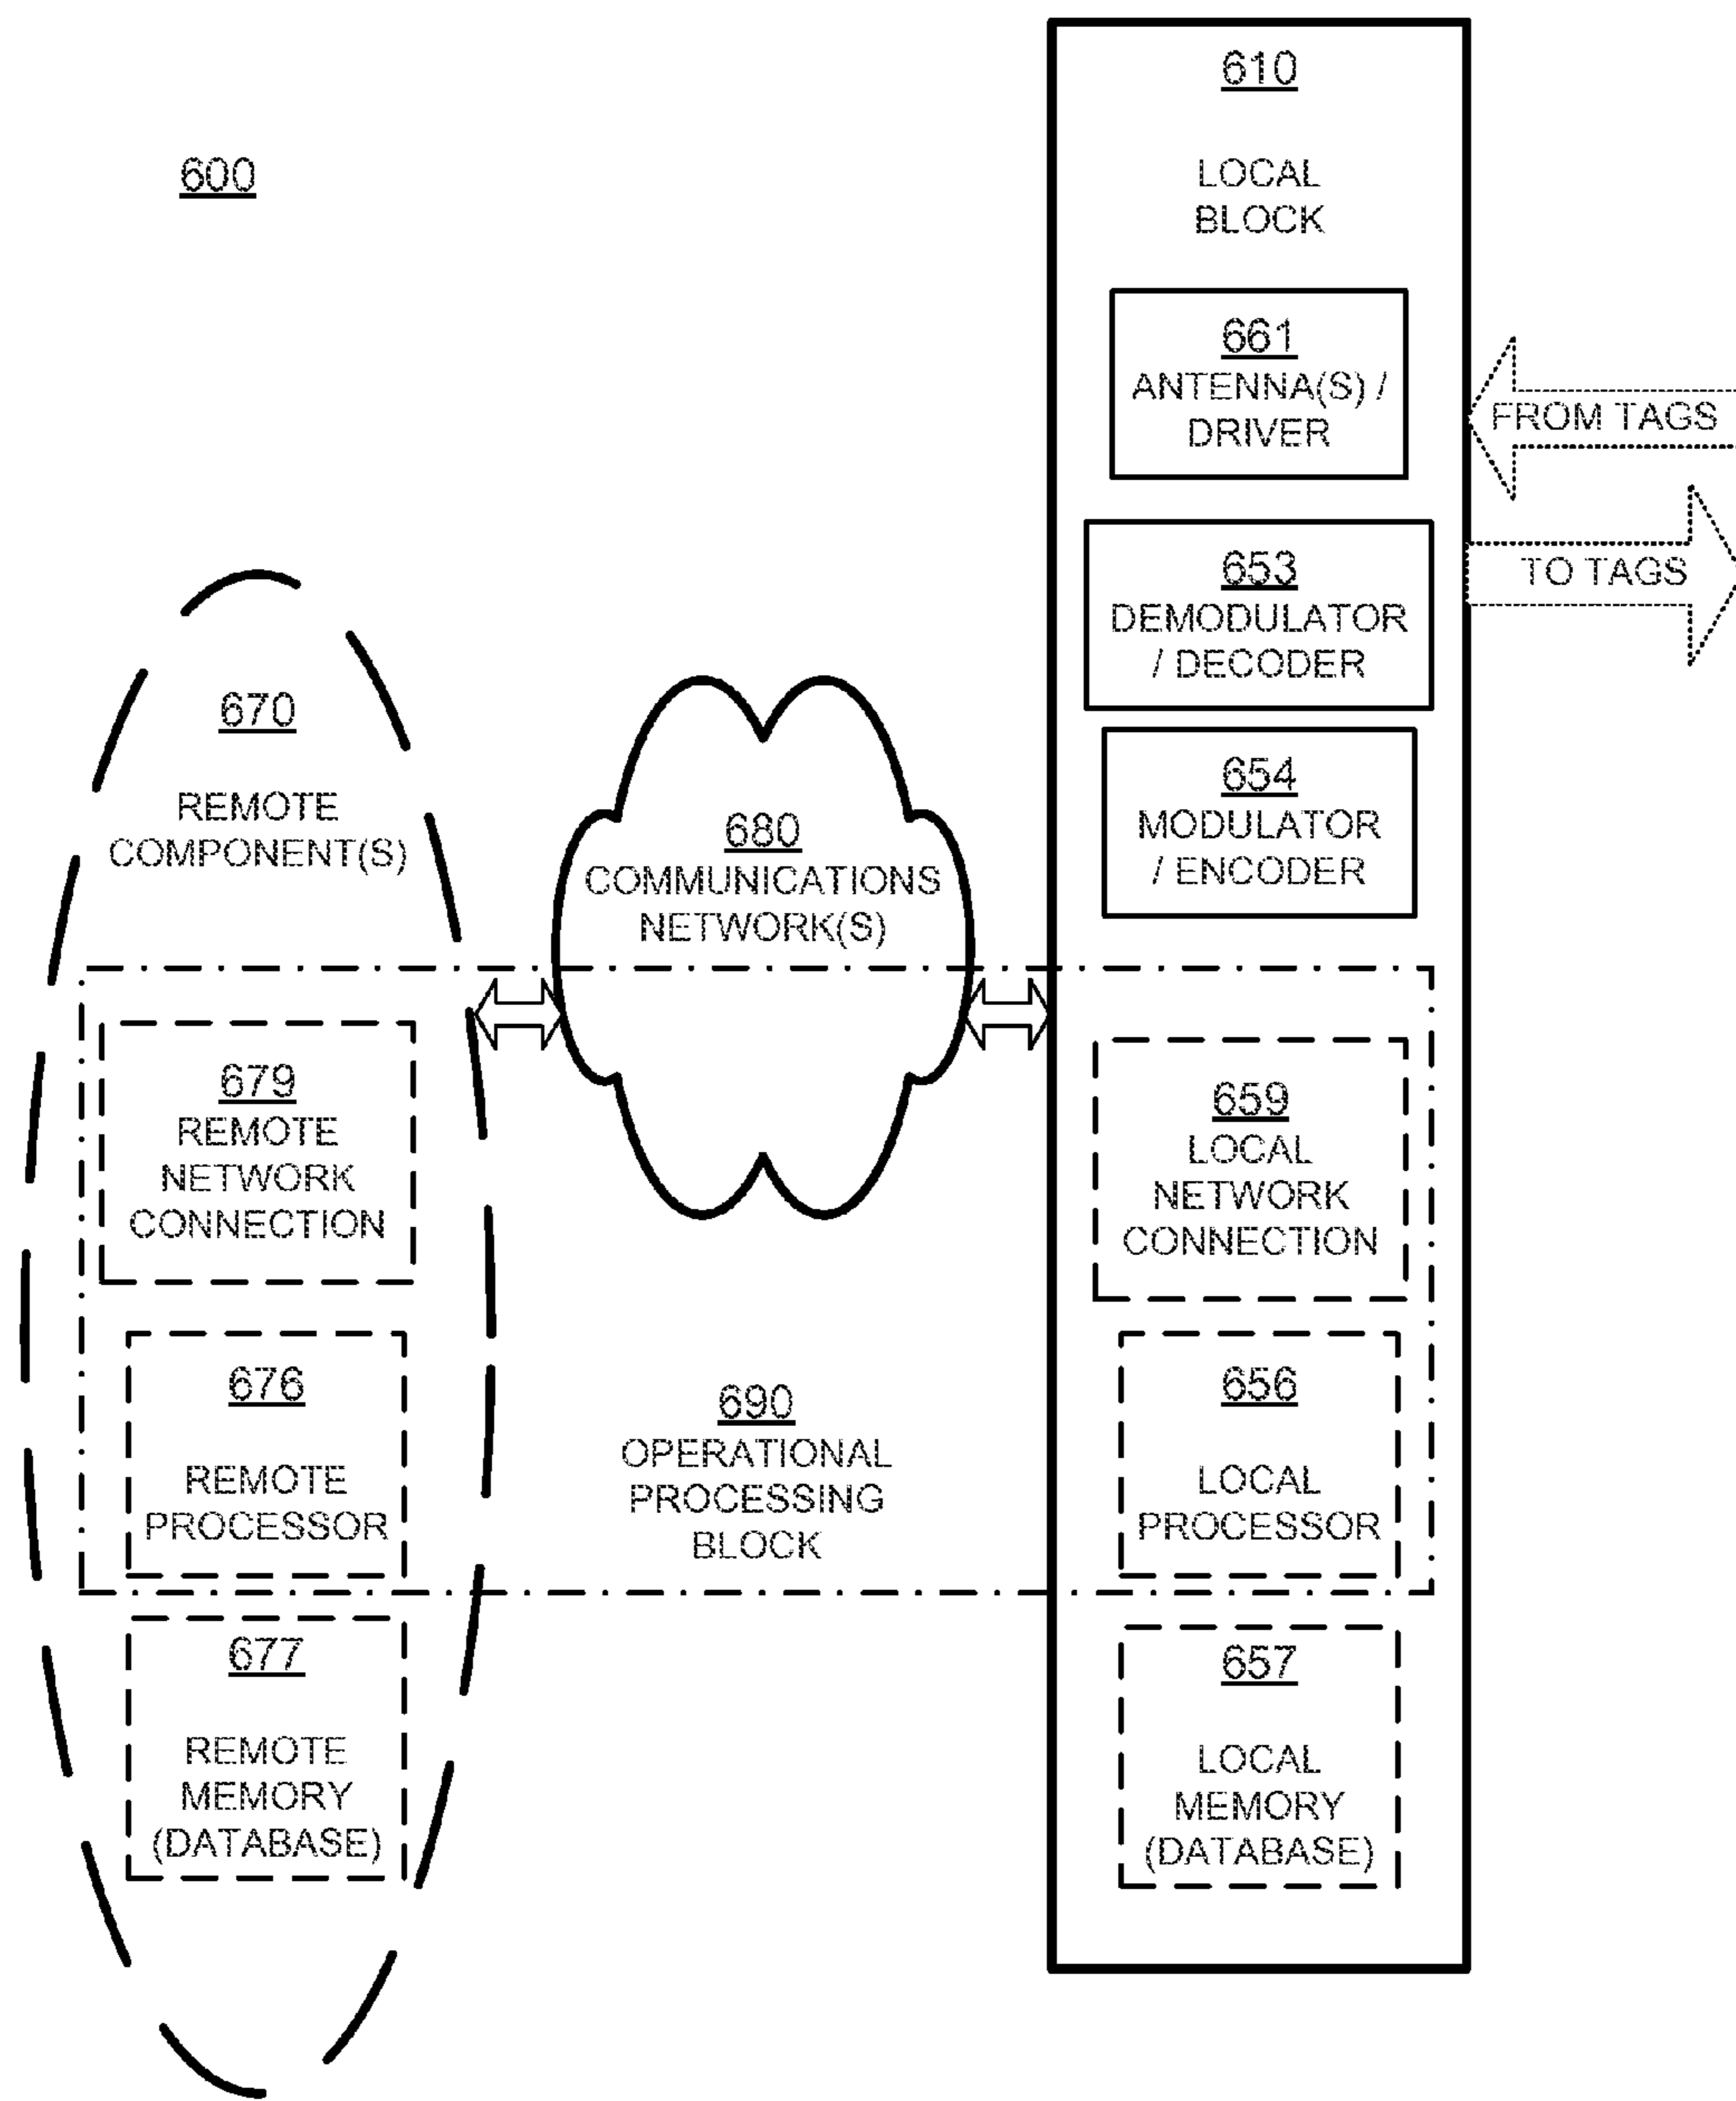 600
610
LOCAL
BLOCK
661
ANTENNA(S) /
DRIVER
FROM TAGS
653
DEMODULATOR
/ DECODER
TO TAGS
654
MODULATOR
/ ENCODER
670
REMOTE
COMPONENT(S)
680
COMMUNICATIONS
NETWORK(S)
679
REMOTE
NETWORK
CONNECTION
659
LOCAL
NETWORK
CONNECTION
676
REMOTE
PROCESSOR
690
OPERATIONAL
PROCESSING
BLOCK
656
LOCAL
PROCESSOR
677
REMOTE
MEMORY
(DATABASE)
657
LOCAL
MEMORY
(DATABASE)